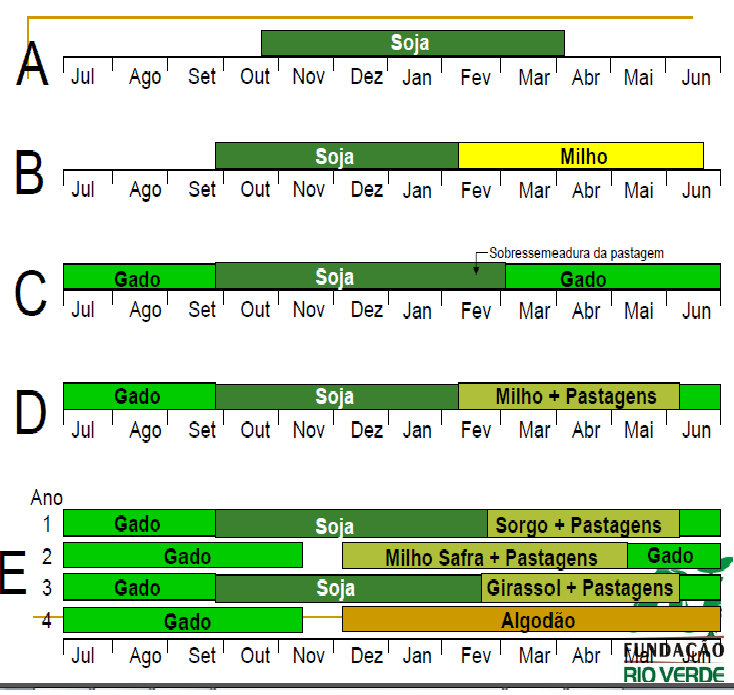 Soja
A
Jul Ago Set Out Nov Dez Jan Fev Mar Abr Mai Jun
Soja Milho
B
Jul Ago Set Out Nov Dez Jan Fev Mar Abr Mai Jun
Sobressemeadura da pastagem
Gado Soja Gado
C
Jul Ago Set Out Nov Dez Jan Fev Mar Abr Mai Jun
Gado Soja Milho + Pastagens
D
Jul Ago Set Out Nov Dez Jan Fev Mar Abr Mai Jun
Ano
1 Gado Soja Sorgo + Pastagens
E
2 Gado Milho Safra + Pastagens Gado
3 Gado Soja Girassol + Pastagens
4 Gado Algodão
Jul Ago Set Out Nov Dez Jan Fev Mar Abr Mai Jun
FUNDAÇÃO
RIO VERDE